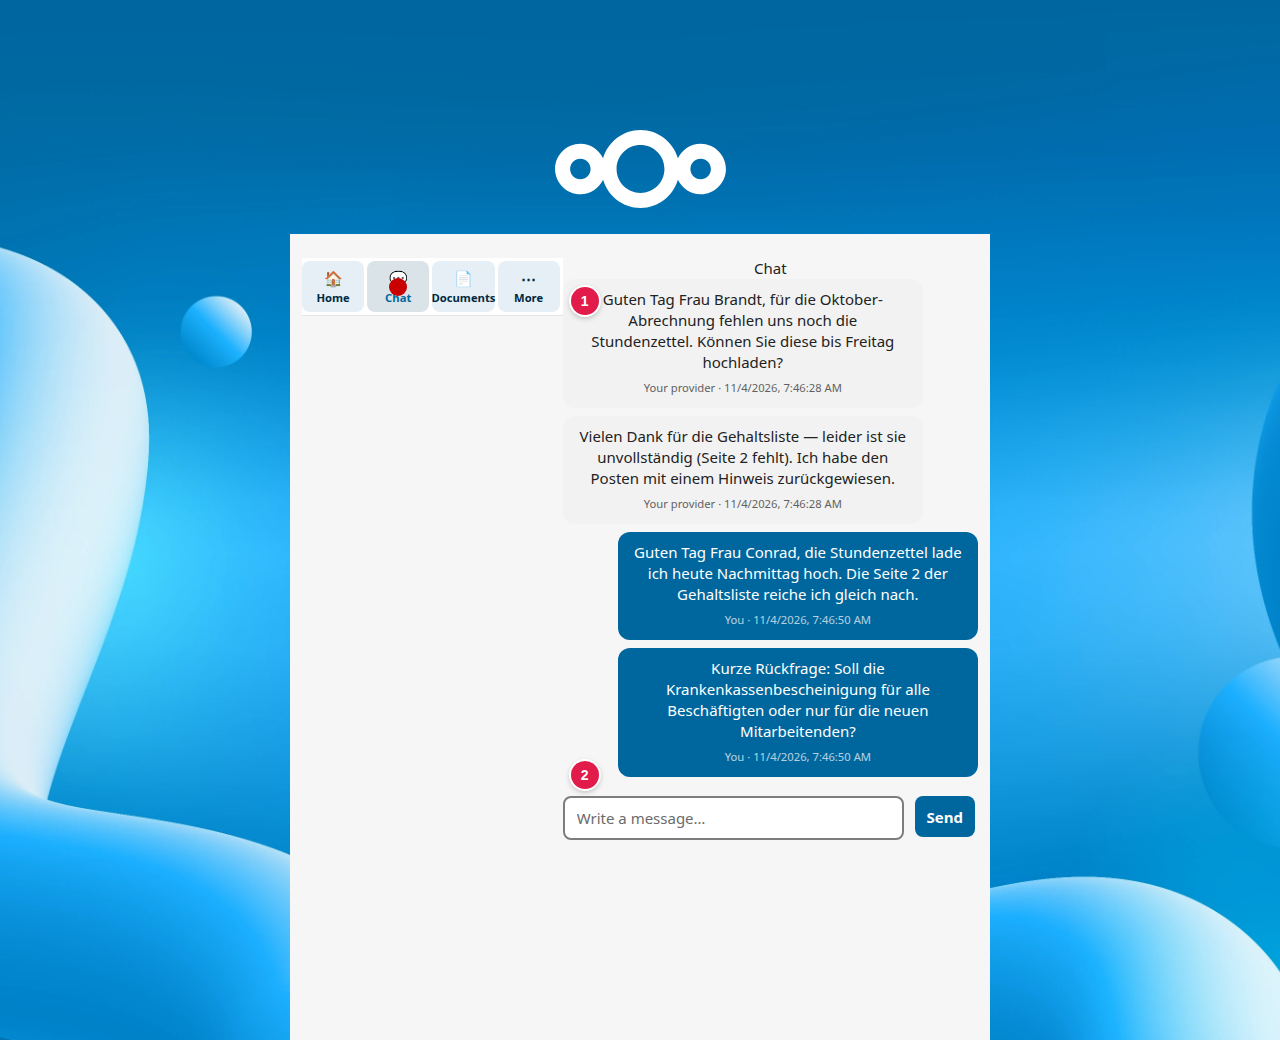 Home
Chat
Documents
More
Chat
1
Guten Tag Frau Brandt, für die Oktober-
Abrechnung fehlen uns noch die
Stundenzettel. Können Sie diese bis Freitag
hochladen?
Your provider · 11/4/2026, 7:46:28 AM
Vielen Dank für die Gehaltsliste — leider ist sie
unvollständig (Seite 2 fehlt). Ich habe den
Posten mit einem Hinweis zurückgewiesen.
Your provider · 11/4/2026, 7:46:28 AM
Guten Tag Frau Conrad, die Stundenzettel lade
ich heute Nachmittag hoch. Die Seite 2 der
Gehaltsliste reiche ich gleich nach.
You · 11/4/2026, 7:46:50 AM
Kurze Rückfrage: Soll die
Krankenkassenbescheinigung für alle
Beschäftigten oder nur für die neuen
Mitarbeitenden?
You · 11/4/2026, 7:46:50 AM
2
Write a message...
Send